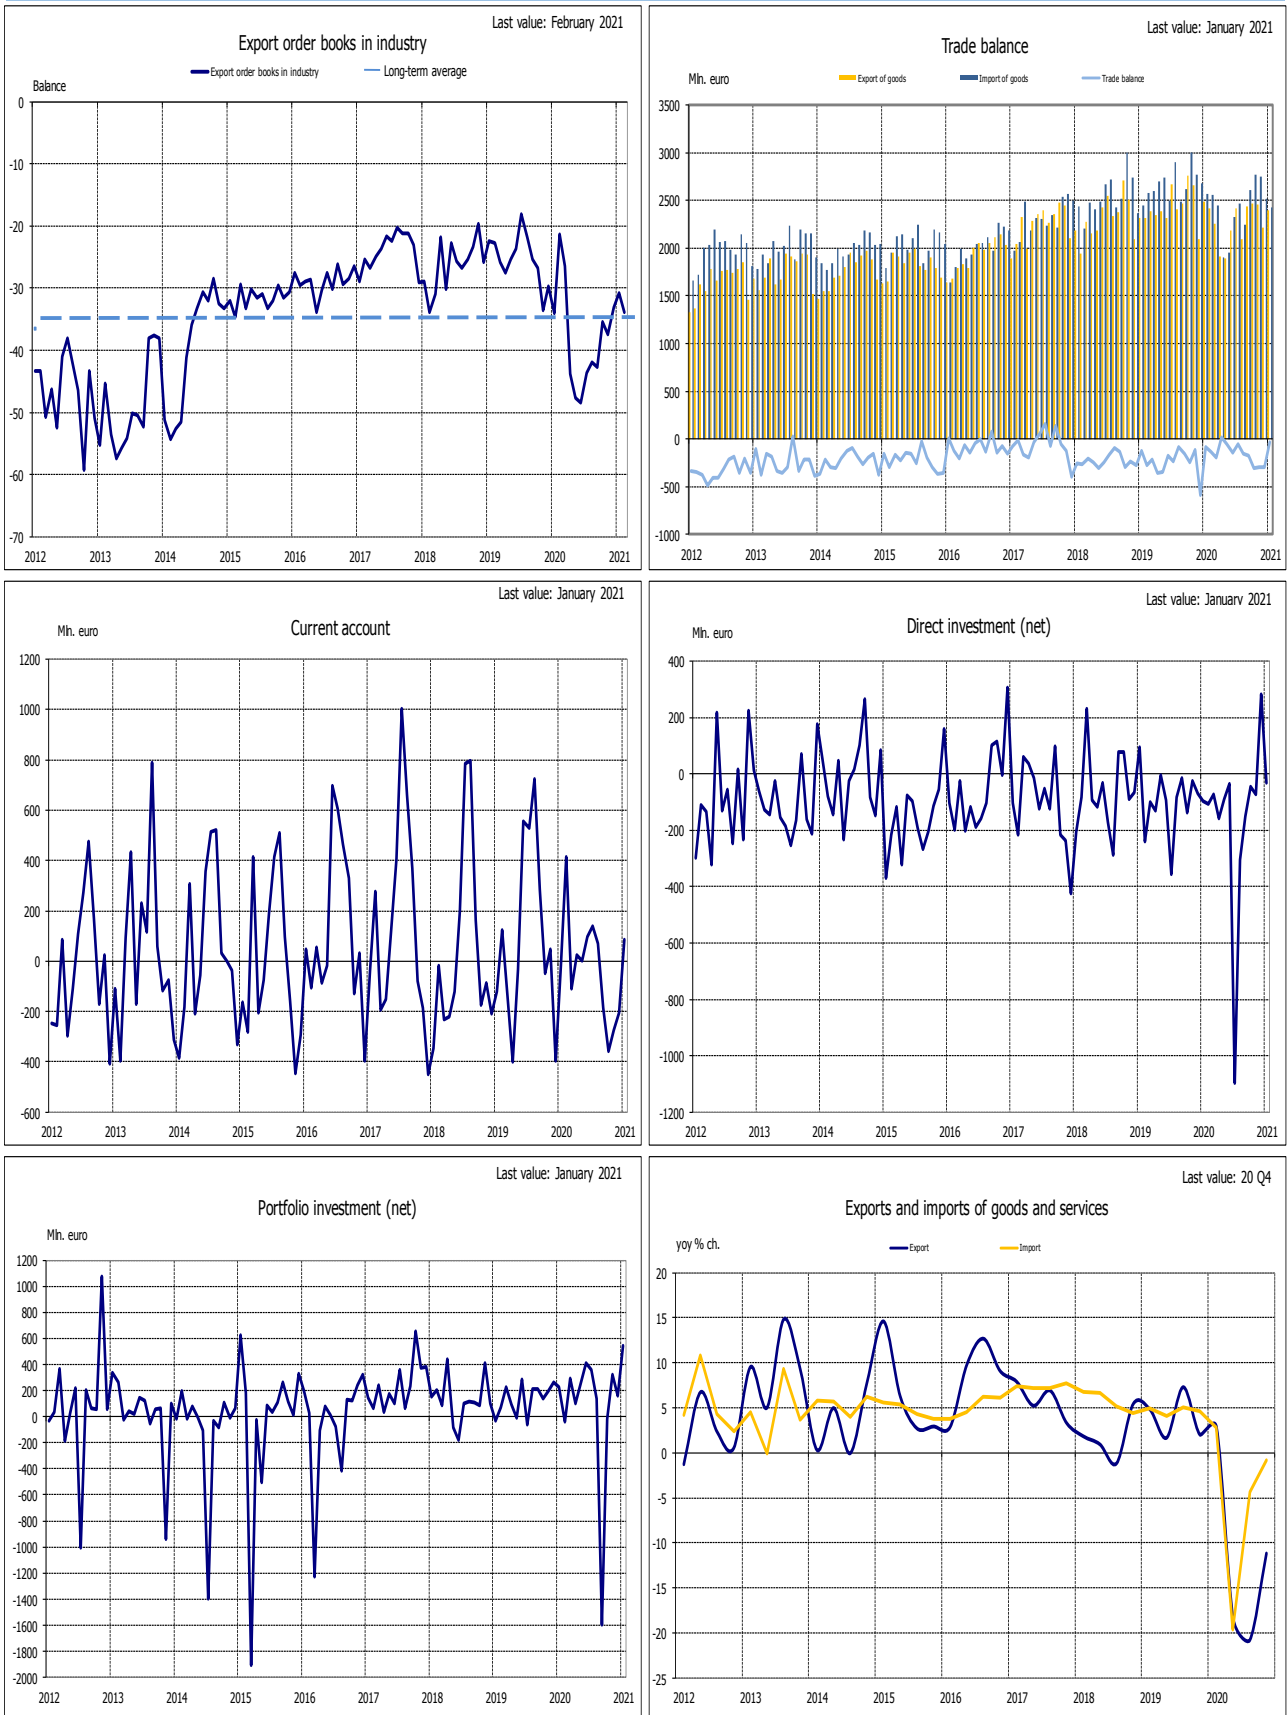 Last value: February 2021
Export order books in industry
Export order books in industry
Long-term average
Balance
0
-10
-20
-30
-40
-50
-60
-70
2012 2013 2014 2015 2016 2017 2018 2019 2020 2021
Last value: January 2021
Trade balance
Mln. euro
Export of goods
Import of goods
Trade balance
3500
3000
2500
2000
1500
1000
500
0
-500
-1000
2012 2013 2014 2015 2016 2017 2018 2019 2020 2021
Last value: January 2021
Mln. euro
Current account
1200
1000
800
600
400
200
0
-200
-400
-600
2012 2013 2014 2015 2016 2017 2018 2019 2020 2021
Last value: January 2021
Direct investment (net)
Mln. euro
400
200
0
-200
-400
-600
-800
-1000
-1200
2012 2013 2014 2015 2016 2017 2018 2019 2020 2021
Last value: January 2021
Portfolio investment (net)
Mln. euro
1200
1000
800
600
400
200
0
-200
-400
-600
-800
-1000
-1200
-1400
-1600
-1800
-2000
2012 2013 2014 2015 2016 2017 2018 2019 2020 2021
Last value: 20 Q4
Exports and imports of goods and services
yoy % ch.
Export
Import
20
15
10
5
0
-5
-10
-15
-20
-25
2012 2013 2014 2015 2016 2017 2018 2019 2020